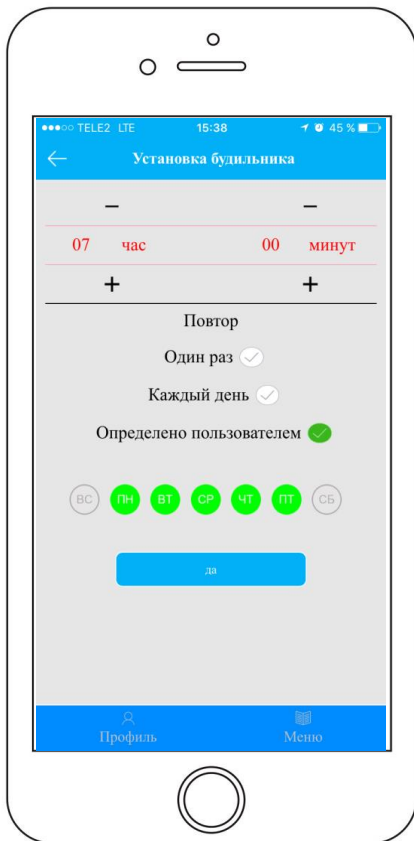 TELE2 LTE 15:38 45 %
Установка будильника
− −
07 час 00 минут
+ +
Повтор
Один раз
Каждый день
Определено пользователем
ВС ПН ВТ СР ЧТ ПТ СБ
да
Профиль Меню